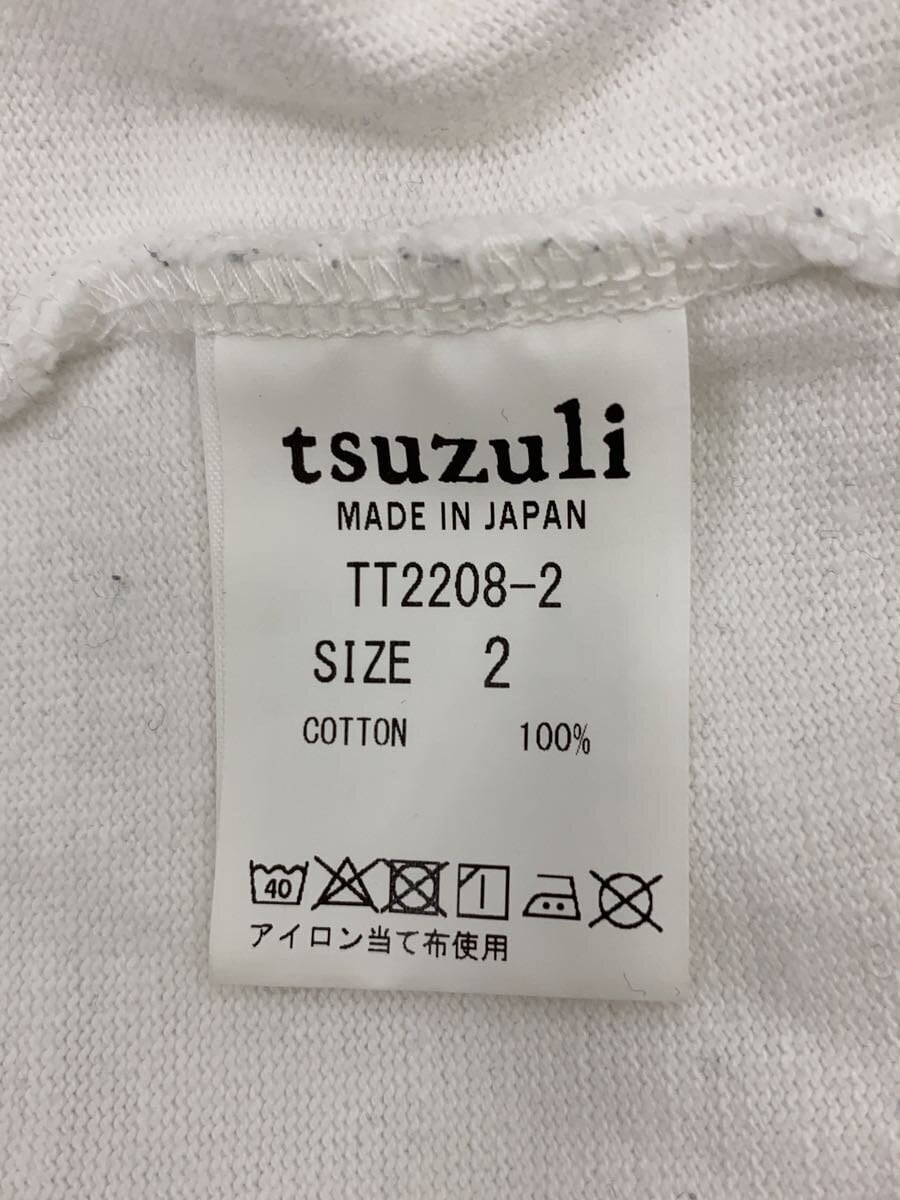 tsuzuli
MADE IN JAPAN
TT2208-2
SIZE 2
COTTON 100%
40
アイロン当て布使用